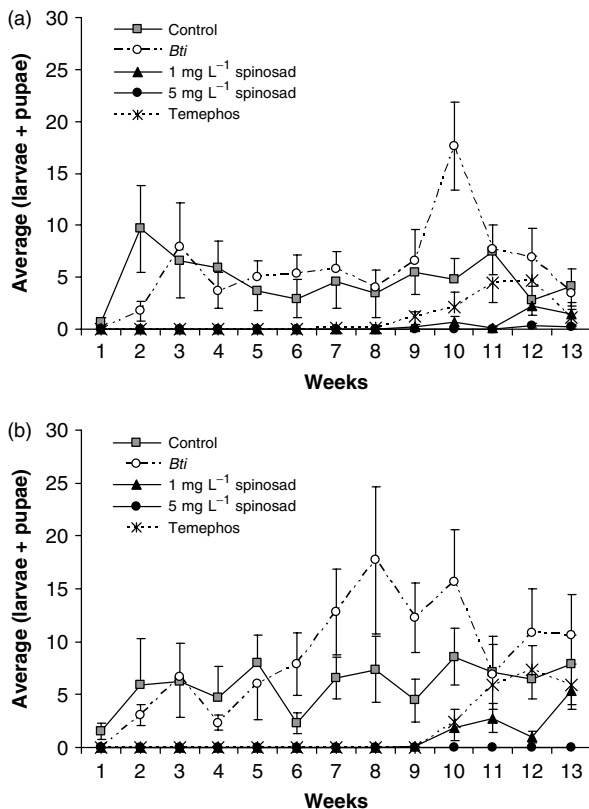 (a)
Average (larvae + pupae)
30
25
20
15
10
5
0
Control
Bti
1 mg L⁻¹ spinosad
5 mg L⁻¹ spinosad
Temephos
1 2 3 4 5 6 7 8 9 10 11 12 13
Weeks
(b)
Average (larvae + pupae)
30
25
20
15
10
5
0
Control
Bti
1 mg L⁻¹ spinosad
5 mg L⁻¹ spinosad
Temephos
1 2 3 4 5 6 7 8 9 10 11 12 13
Weeks